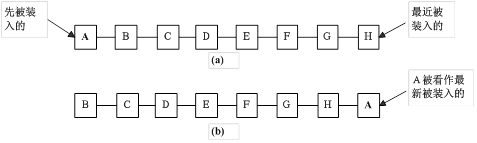 先被装
入的
最近被
装入的
A B C D E F G H
(a)
A被看作最
新被装入的
B C D E F G H A
(b)